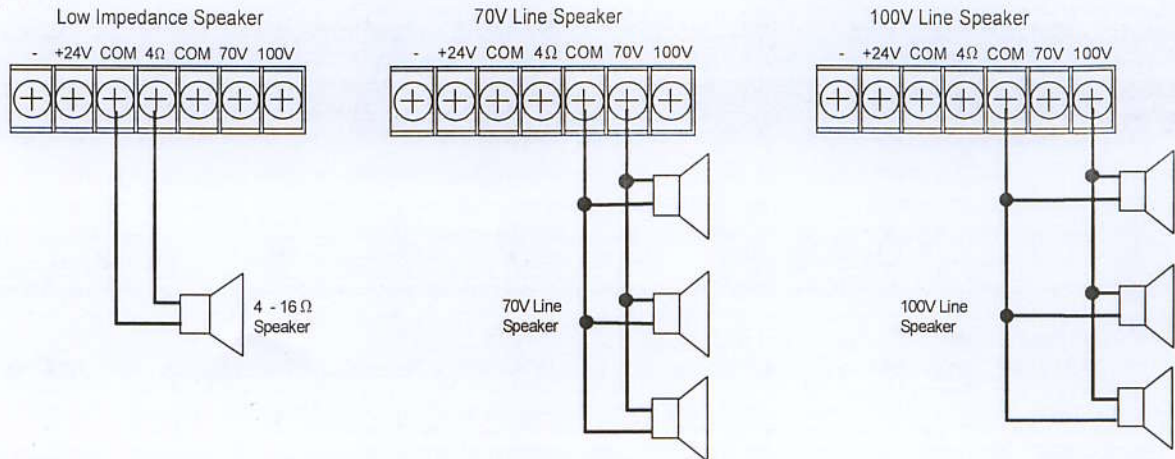 Low Impedance Speaker
- +24V COM 4Ω COM 70V 100V
4 - 16 Ω
Speaker
70V Line Speaker
- +24V COM 4Ω COM 70V 100V
70V Line
Speaker
100V Line Speaker
- +24V COM 4Ω COM 70V 100V
100V Line
Speaker